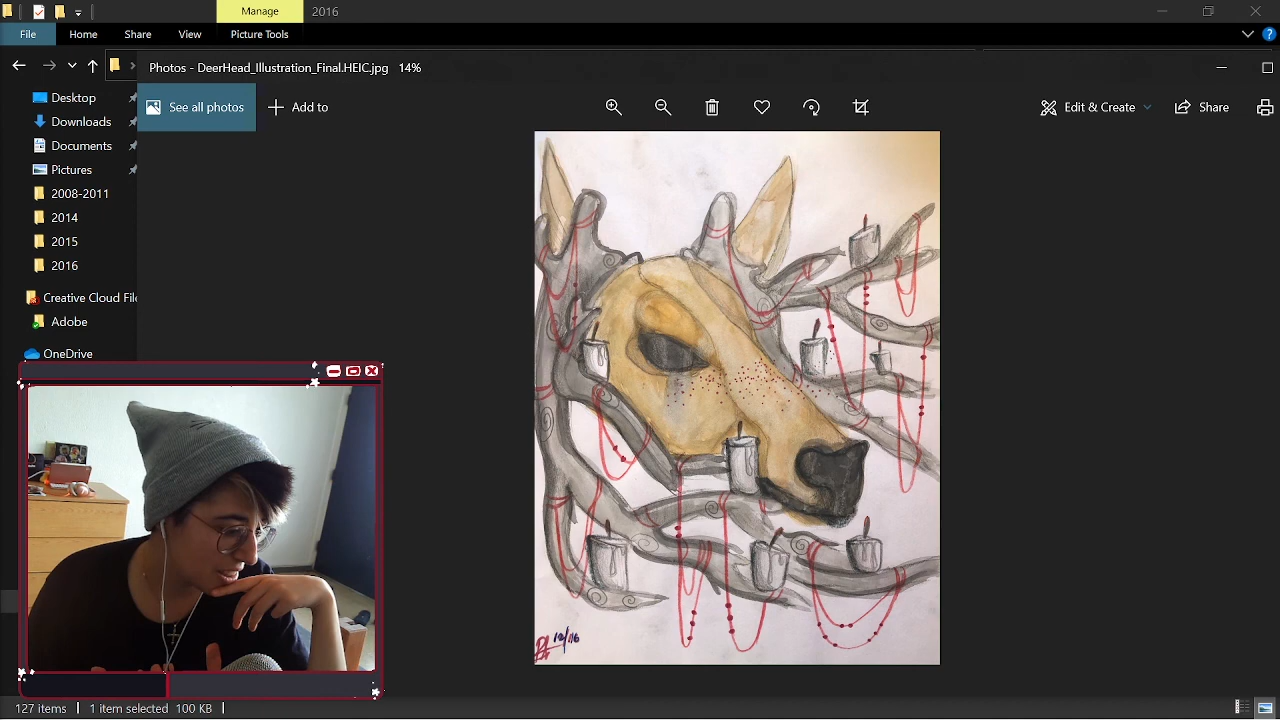 Manage 2016
File Home Share View Picture Tools
Photos - DeerHead_Illustration_Final.HEIC.jpg 14%
See all photos Add to Edit & Create Share
Desktop
Downloads
Documents
Pictures
2008-2011
2014
2015
2016
Creative Cloud Fil
Adobe
OneDrive
12/16
127 items 1 item selected 100 KB